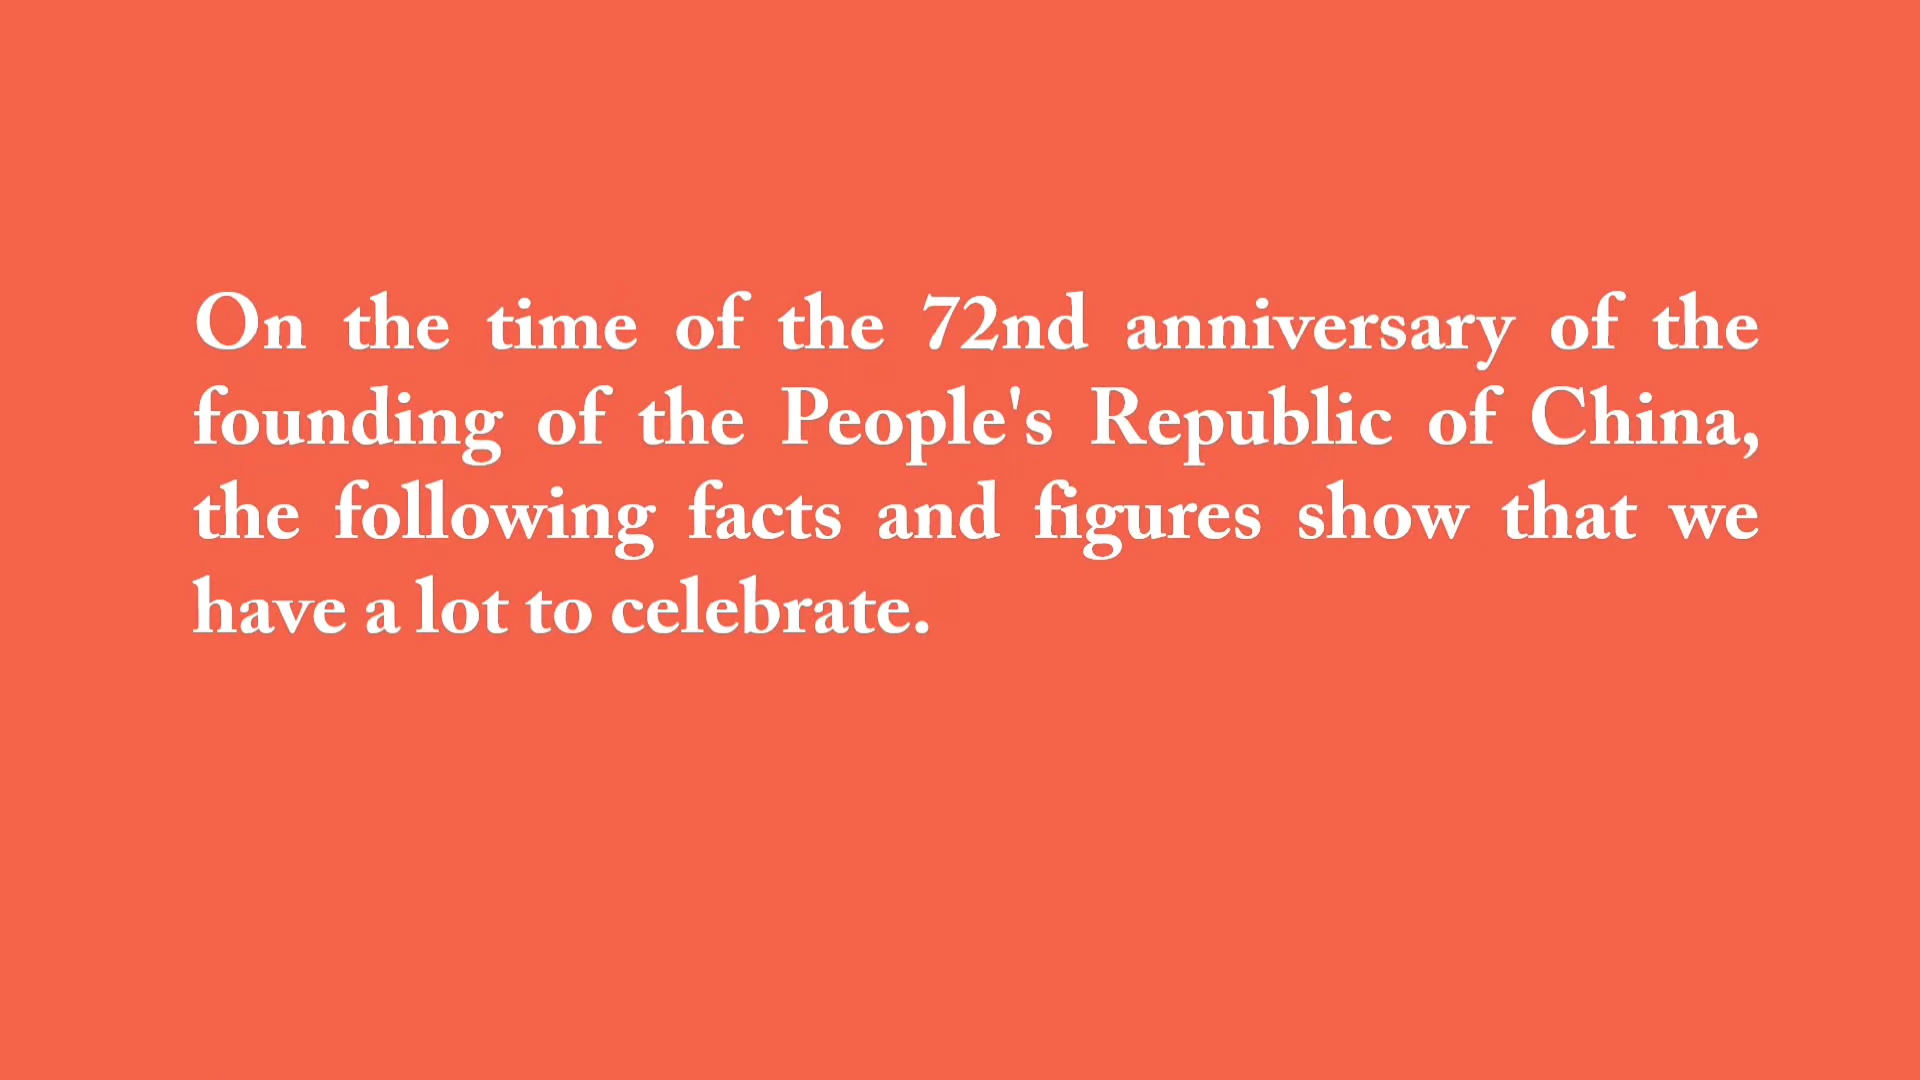 On the time of the 72nd anniversary of the
founding of the People's Republic of China,
the following facts and figures show that we
have a lot to celebrate.